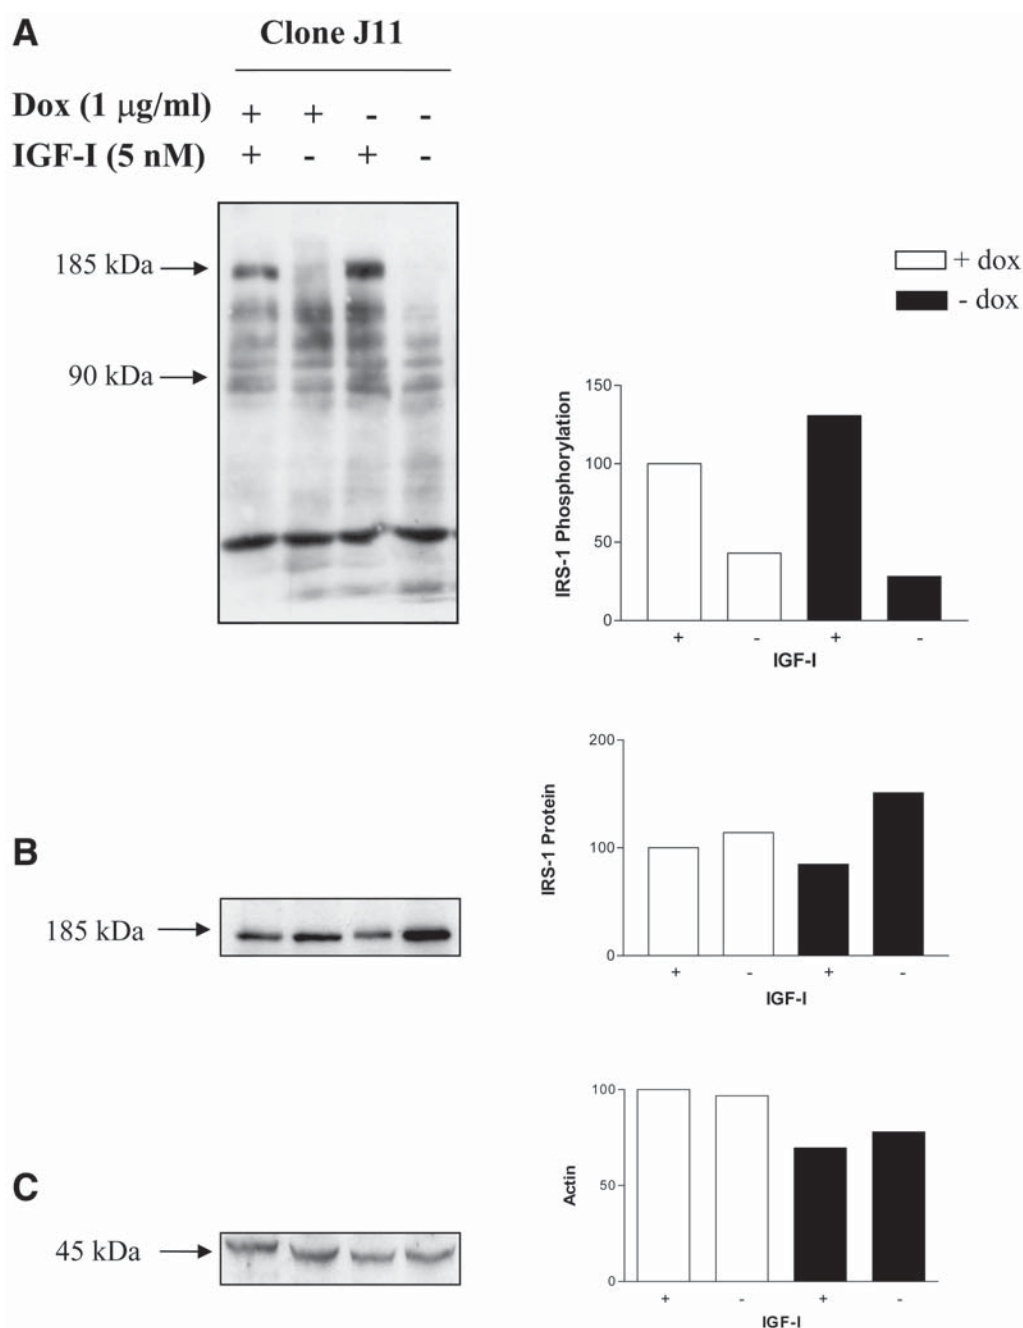 A
Clone J11
Dox (1 µg/ml) + + - -
IGF-I (5 nM) + - + -
185 kDa
90 kDa
+ dox
- dox
150
100
50
0
IRS-1 Phosphorylation
+ - + -
IGF-I
B
185 kDa
200
100
0
IRS-1 Protein
+ - + -
IGF-I
C
45 kDa
100
50
0
Actin
+ - + -
IGF-I